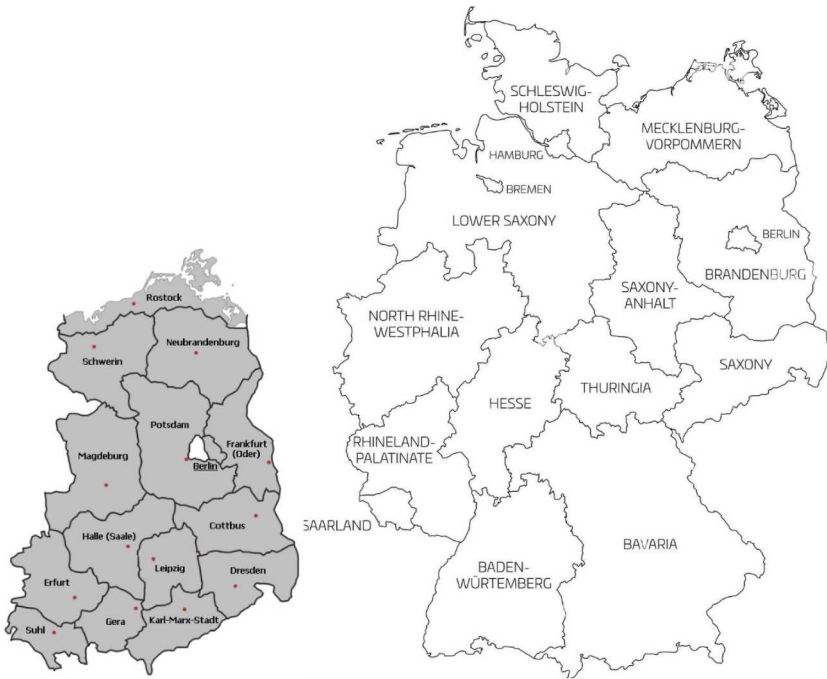 Rostock
Neubrandenburg
Schwerin
Potsdam
Frankfurt
(Oder)
Magdeburg
Berlin
Cottbus
Halle (Saale)
Leipzig
Dresden
Erfurt
Gera
Karl-Marx-Stadt
Suhl
SCHLESWIG-
HOLSTEIN
MECKLENBURG-
VORPOMMERN
HAMBURG
BREMEN
LOWER SAXONY
BERLIN
BRANDENBURG
SAXONY-
ANHALT
NORTH RHINE-
WESTPHALIA
SAXONY
THURINGIA
HESSE
RHINELAND-
PALATINATE
SAARLAND
BAVARIA
BADEN-
WÜRTEMBERG